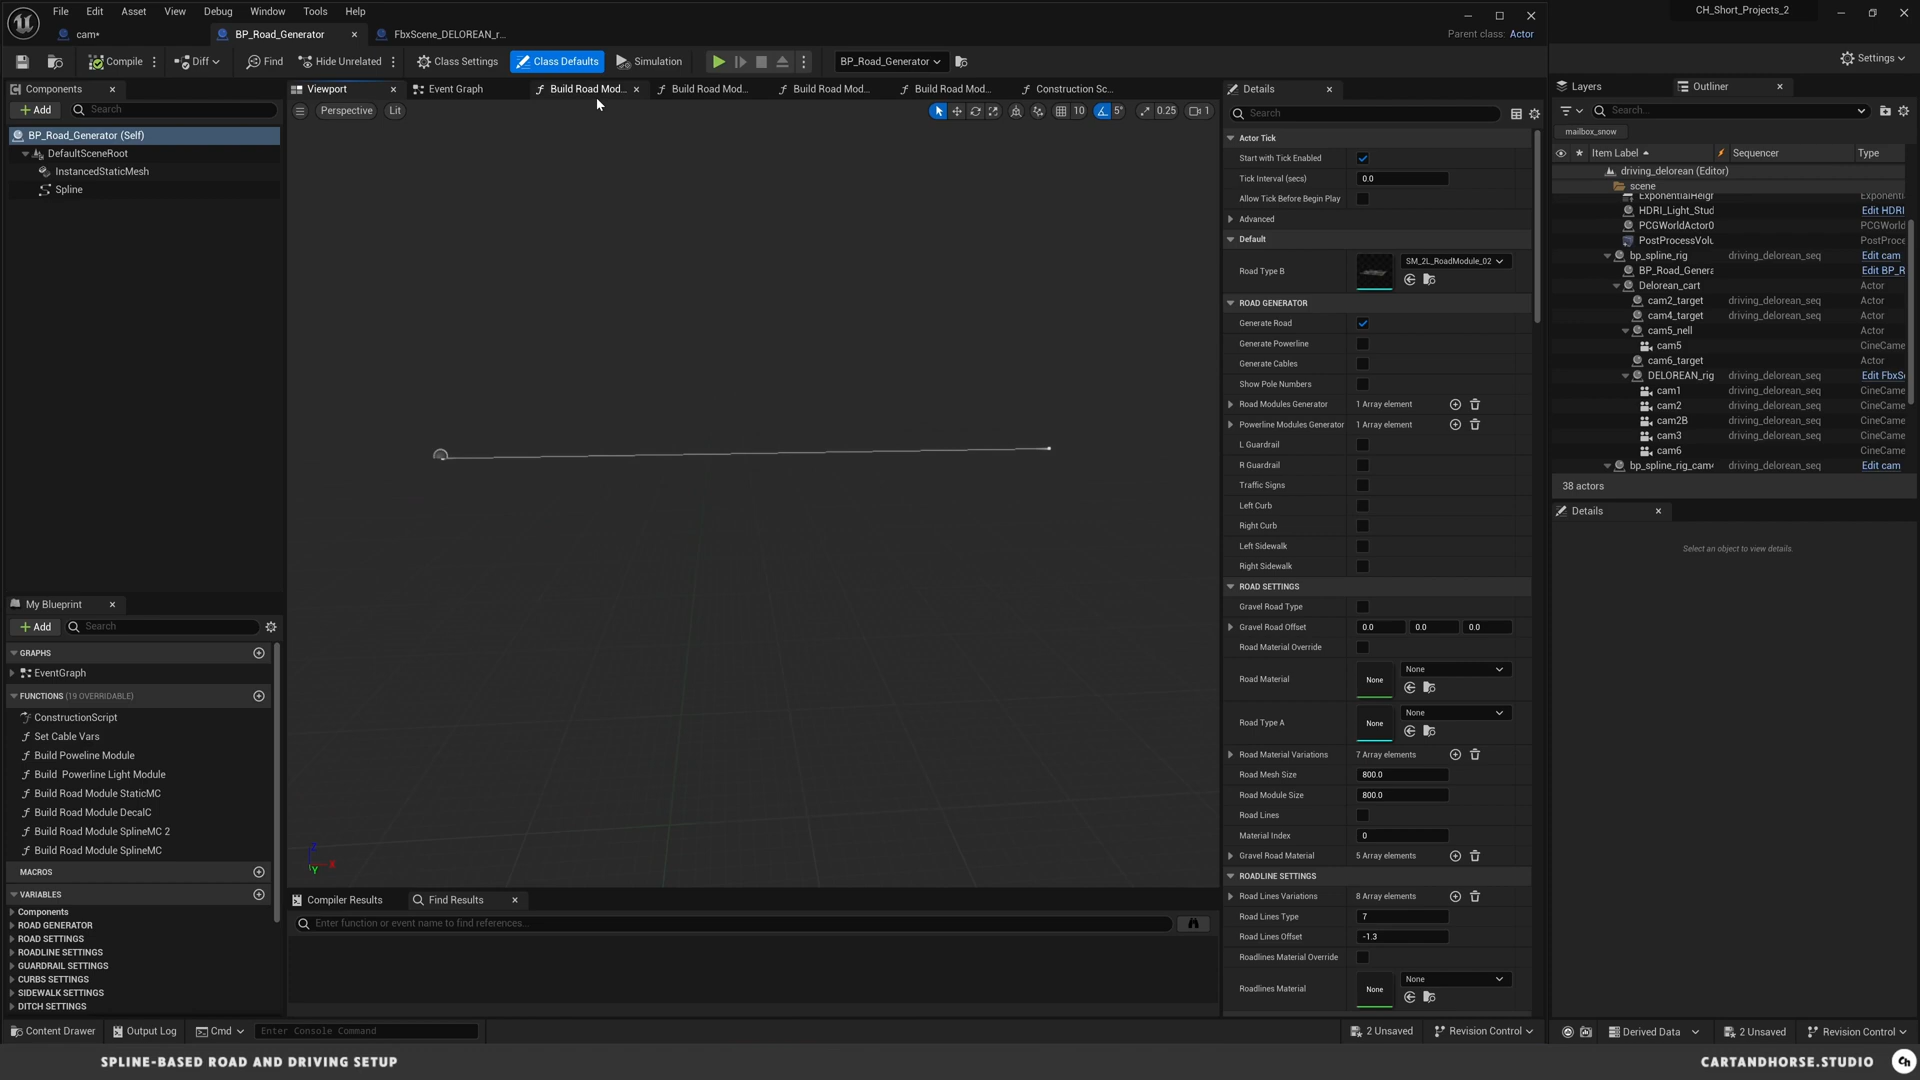 File Edit Asset View Debug Window Tools Help
CH_Short_Projects_2
cam* BP_Road_Generator FbxScene_DELOREAN_r...
Parent class: Actor
Compile Diff Find Hide Unrelated Class Settings Class Defaults Simulation BP_Road_Generator
Settings
Components
Viewport Event Graph Build Road Mod... Build Road Mod... Build Road Mod... Build Road Mod... Construction Sc...
Details
Layers Outliner
Add Search
Perspective Lit
10 5° 0.25 1
Search
Search...
mailbox_snow
BP_Road_Generator (Self)
DefaultSceneRoot
InstancedStaticMesh
Spline
Actor Tick
Start with Tick Enabled
Tick Interval (secs) 0.0
Allow Tick Before Begin Play
Advanced
Default
Road Type B SM_2L_RoadModule_02
ROAD GENERATOR
Generate Road
Generate Powerline
Generate Cables
Show Pole Numbers
Road Modules Generator 1 Array element
Powerline Modules Generator 1 Array element
L Guardrail
R Guardrail
Traffic Signs
Left Curb
Right Curb
Left Sidewalk
Right Sidewalk
ROAD SETTINGS
Gravel Road Type
Gravel Road Offset 0.0 0.0 0.0
Road Material Override
Road Material None None
Road Type A None None
Road Material Variations 7 Array elements
Road Mesh Size 800.0
Road Module Size 800.0
Road Lines
Material Index 0
Gravel Road Material 5 Array elements
ROADLINE SETTINGS
Road Lines Variations 8 Array elements
Road Lines Type 7
Road Lines Offset -1.3
Roadlines Material Override
Roadlines Material None None
Item Label Sequencer Type
driving_delorean (Editor)
scene
ExponentialHeigh Exponenti
HDRI_Light_Stud Edit HDRI
PCGWorldActor0 PCGWorld
PostProcessVolu PostProce
bp_spline_rig driving_delorean_seq Edit cam
BP_Road_Genera Edit BP_R
Delorean_cart Actor
cam2_target driving_delorean_seq Actor
cam4_target driving_delorean_seq Actor
cam5_nell Actor
cam5 CineCame
cam6_target Actor
DELOREAN_rig driving_delorean_seq Edit FbxSc
cam1 driving_delorean_seq CineCame
cam2 driving_delorean_seq CineCame
cam2B driving_delorean_seq CineCame
cam3 driving_delorean_seq CineCame
cam6 driving_delorean_seq CineCame
bp_spline_rig_cam driving_delorean_seq Edit cam
38 actors
Details
Select an object to view details.
My Blueprint
Add Search
GRAPHS
EventGraph
FUNCTIONS (19 OVERRIDABLE)
ConstructionScript
Set Cable Vars
Build Poweline Module
Build Powerline Light Module
Build Road Module StaticMC
Build Road Module DecalC
Build Road Module SplineMC 2
Build Road Module SplineMC
MACROS
VARIABLES
Components
ROAD GENERATOR
ROAD SETTINGS
ROADLINE SETTINGS
GUARDRAIL SETTINGS
CURBS SETTINGS
SIDEWALK SETTINGS
DITCH SETTINGS
Z X Y
Compiler Results Find Results
Enter function or event name to find references...
Content Drawer Output Log Cmd Enter Console Command
2 Unsaved Revision Control
Derived Data 2 Unsaved Revision Control
SPLINE-BASED ROAD AND DRIVING SETUP
CARTANDHORSE.STUDIO